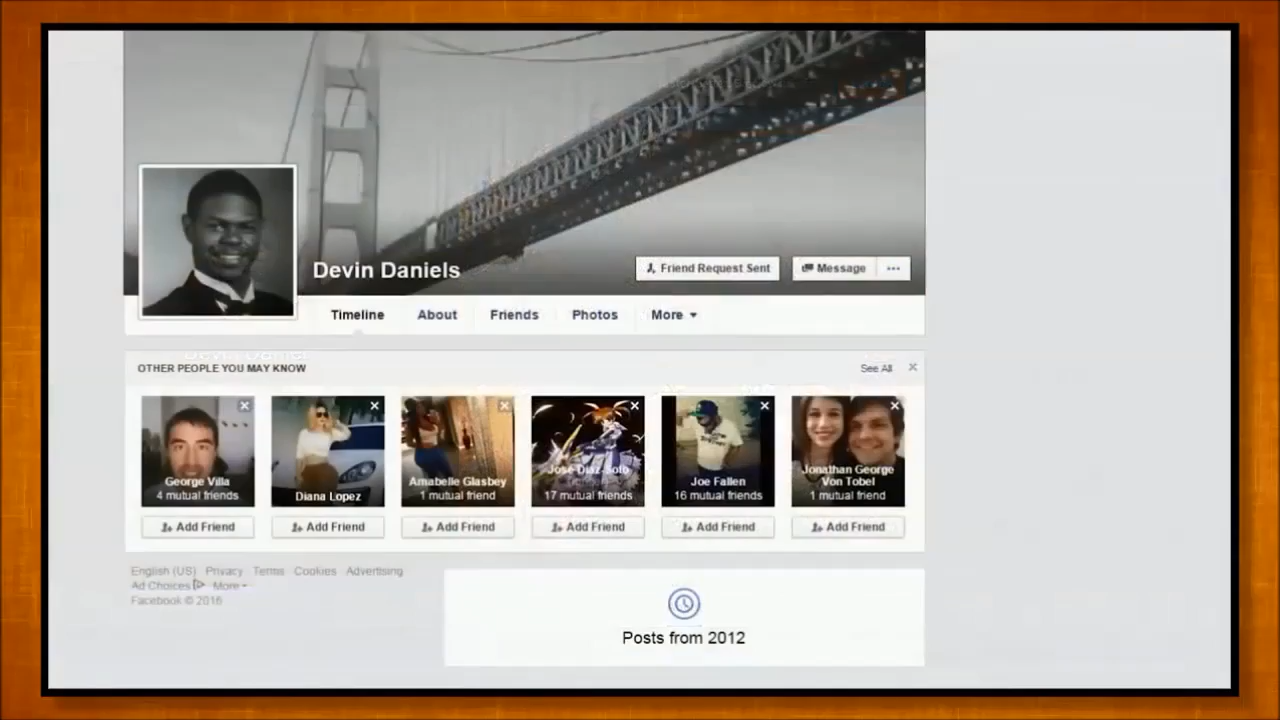 Devin Daniels
Friend Request Sent
Message
Timeline
About
Friends
Photos
More
OTHER PEOPLE YOU MAY KNOW
See All
George Villa
4 mutual friends
Diana Lopez
Amabelle Glasbey
1 mutual friend
José Diaz-Soto
17 mutual friends
Joe Fallen
16 mutual friends
Jonathan George
Von Tobel
1 mutual friend
Add Friend
Add Friend
Add Friend
Add Friend
Add Friend
Add Friend
English (US) Privacy Terms Cookies Advertising
Ad Choices More
Facebook © 2016
Posts from 2012